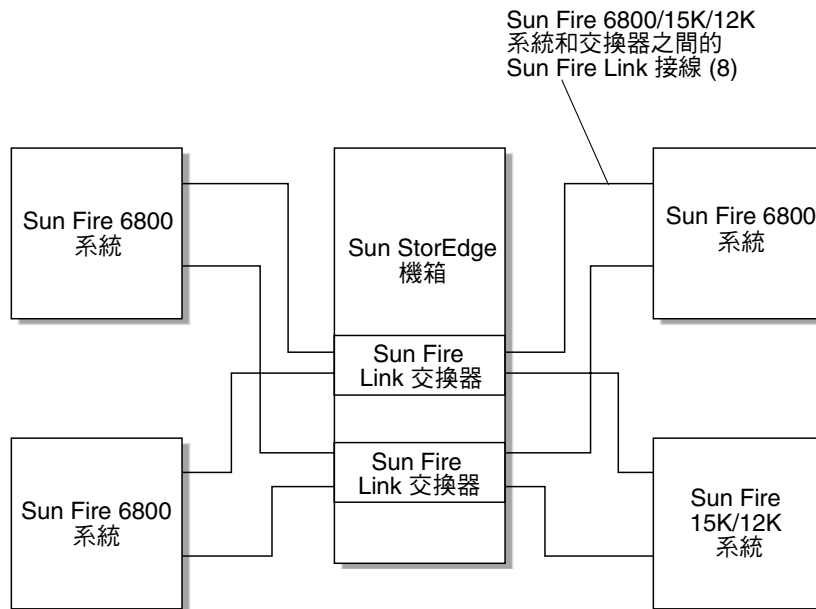 Sun Fire 6800/15K/12K
系統和交換器之間的
Sun Fire Link 接線 (8)
Sun Fire 6800
系統
Sun StorEdge
機箱
Sun Fire 6800
系統
Sun Fire
Link 交換器
Sun Fire
Link 交換器
Sun Fire 6800
系統
Sun Fire
15K/12K
系統